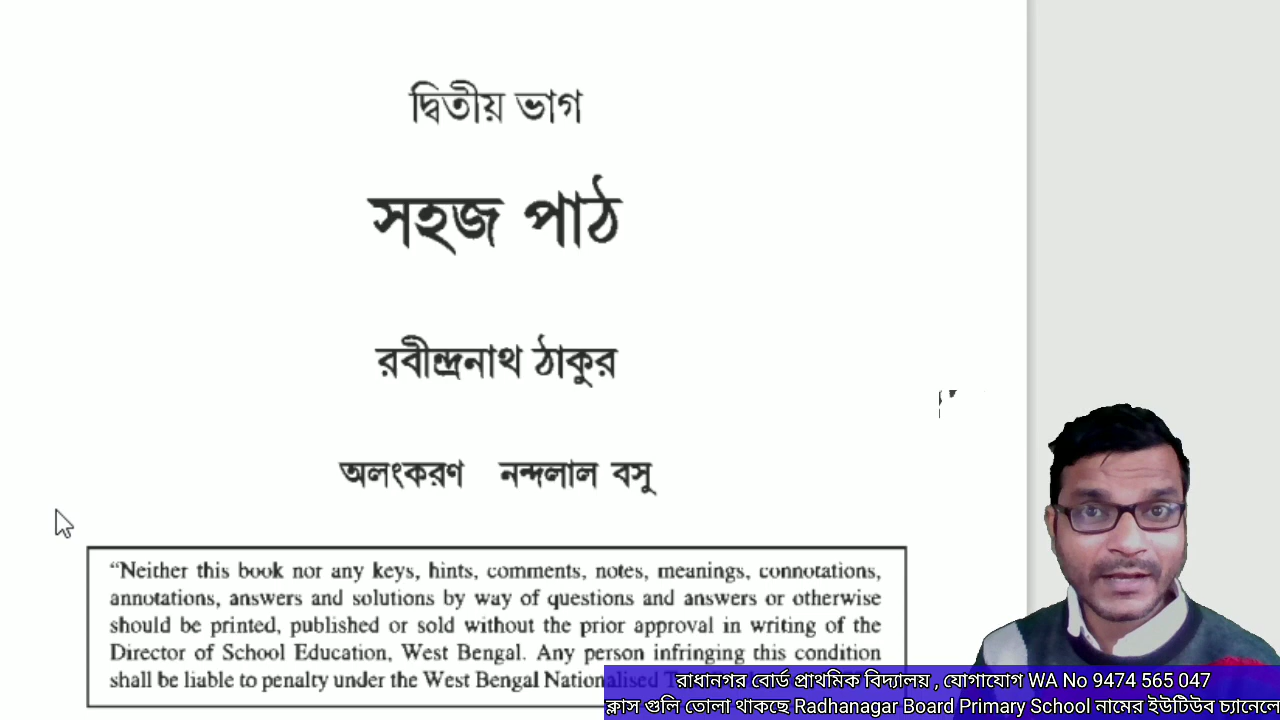 দ্বিতীয় ভাগ
সহজ পাঠ
রবীন্দ্রনাথ ঠাকুর
অলংকরণ নন্দলাল বসু
“Neither this book nor any keys, hints, comments, notes, meanings, connotations,
annotations, answers and solutions by way of questions and answers or otherwise
should be printed, published or sold without the prior approval in writing of the
Director of School Education, West Bengal. Any person infringing this condition
shall be liable to penalty under the West Bengal Nationalised
রাধানগর বোর্ড প্রাথমিক বিদ্যালয় , যোগাযোগ WA No 9474 565 047
ক্লাস গুলি তোলা থাকছে Radhanagar Board Primary School নামের ইউটিউব চ্যানেলে